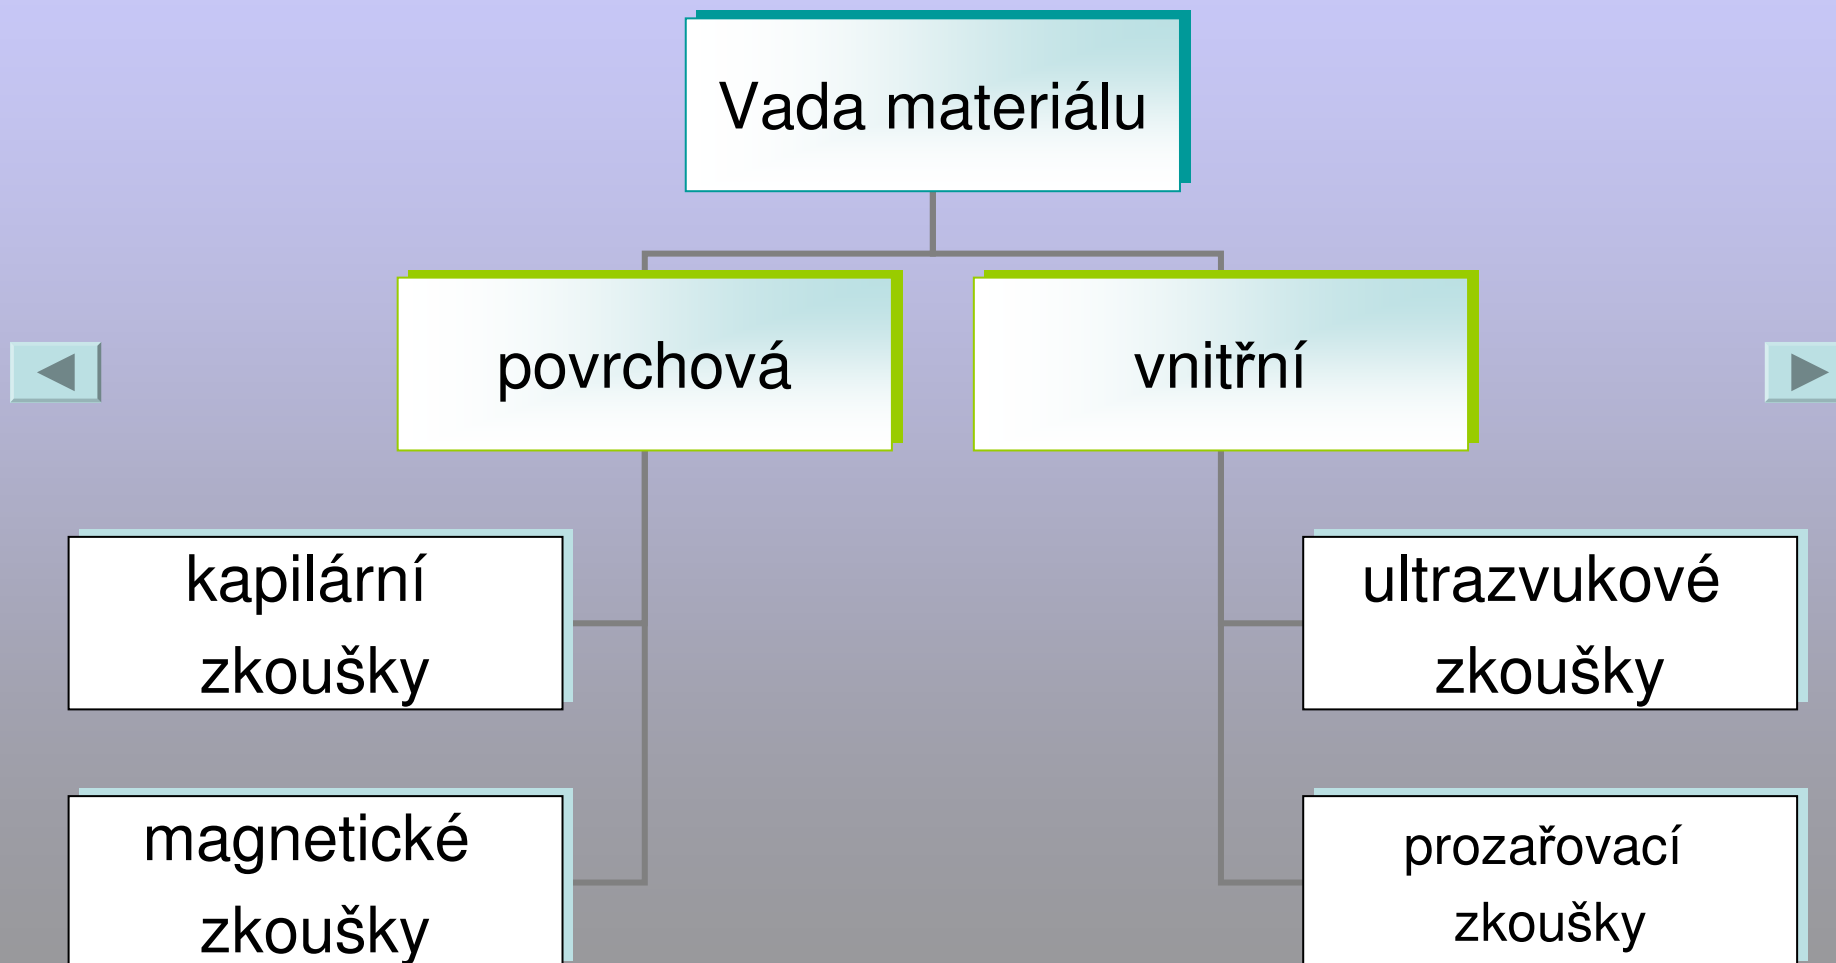 Vada materiálu
povrchová
vnitřní
kapilární
zkoušky
ultrazvukové
zkoušky
magnetické
zkoušky
prozařovací
zkoušky